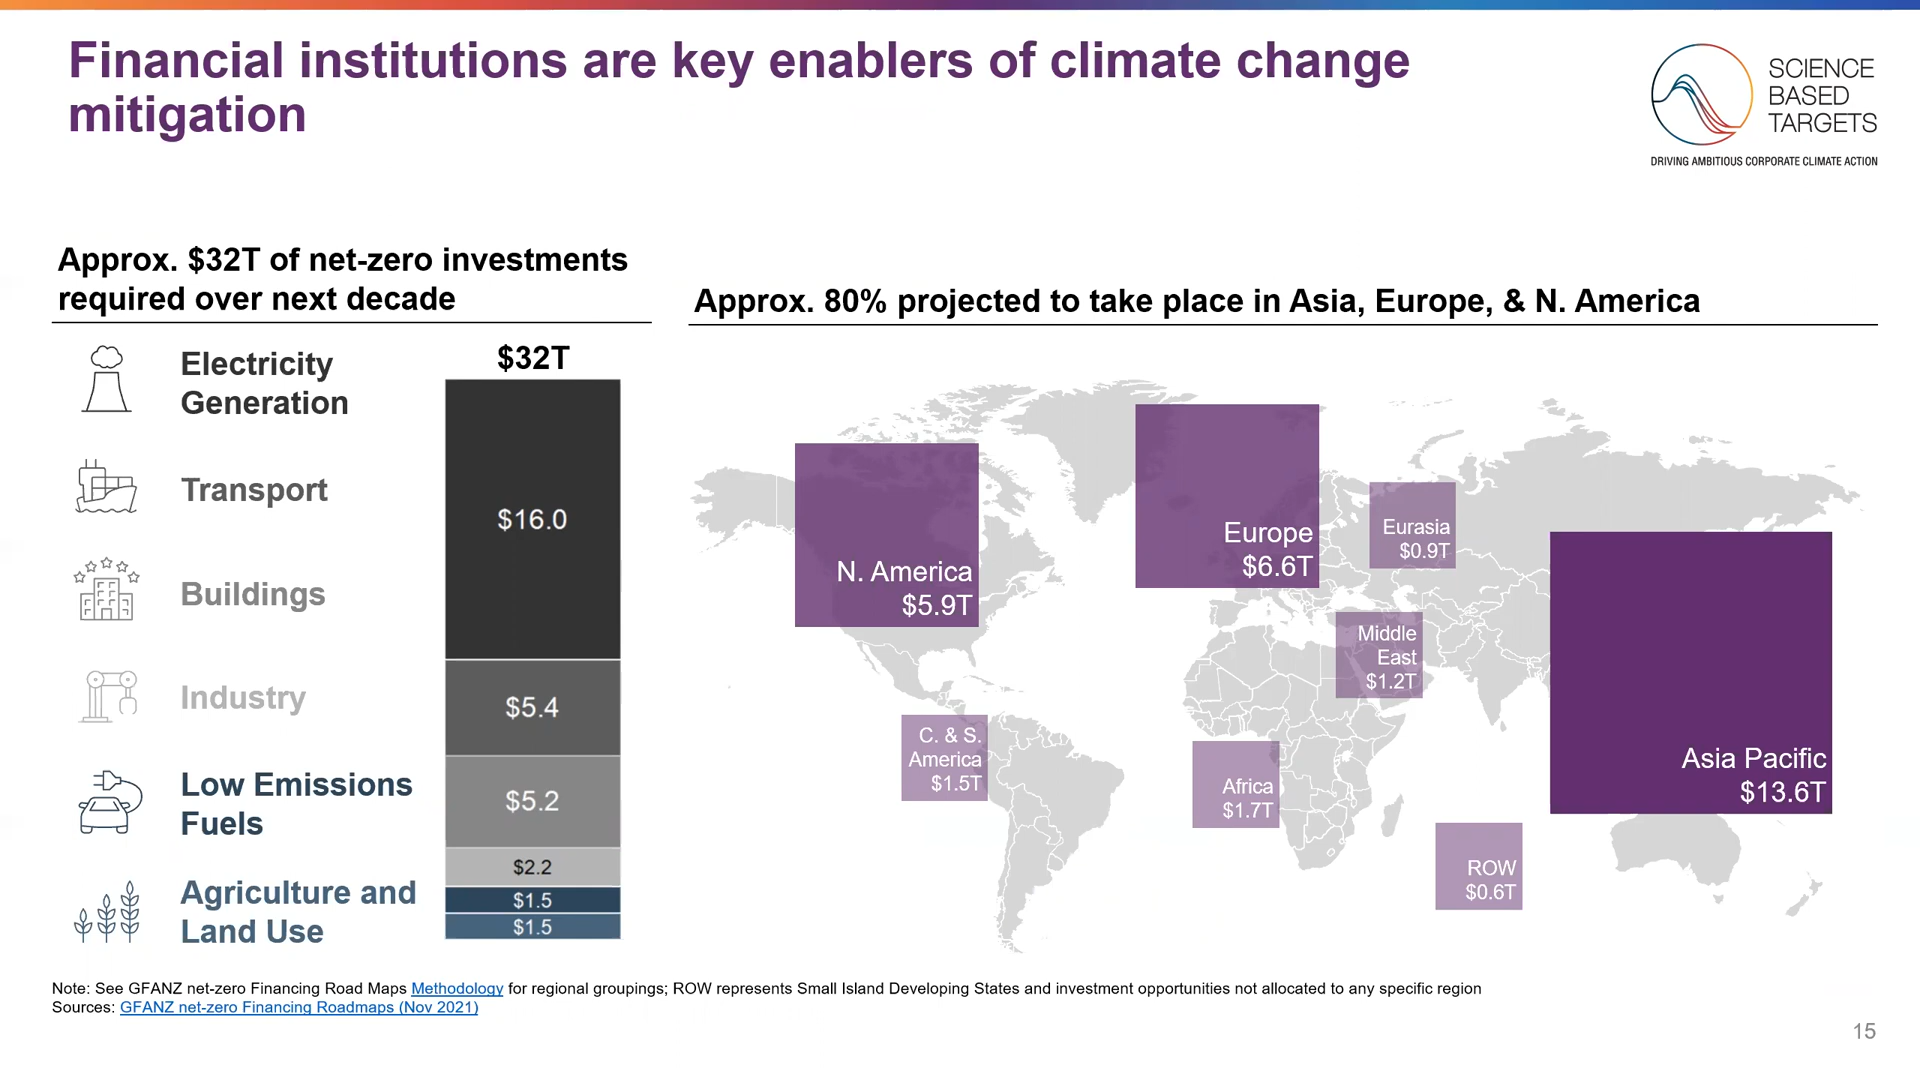 Financial institutions are key enablers of climate change
mitigation
SCIENCE
BASED
TARGETS
DRIVING AMBITIOUS CORPORATE CLIMATE ACTION
Approx. $32T of net-zero investments
required over next decade
Electricity
Generation
Transport
Buildings
Industry
Low Emissions
Fuels
Agriculture and
Land Use
$32T
$16.0
$5.4
$5.2
$2.2
$1.5
$1.5
Approx. 80% projected to take place in Asia, Europe, & N. America
N. America
$5.9T
Europe
$6.6T
Eurasia
$0.9T
Middle
East
$1.2T
C. & S.
America
$1.5T
Africa
$1.7T
Asia Pacific
$13.6T
ROW
$0.6T
Note: See GFANZ net-zero Financing Road Maps Methodology for regional groupings; ROW represents Small Island Developing States and investment opportunities not allocated to any specific region
Sources: GFANZ net-zero Financing Roadmaps (Nov 2021)
15